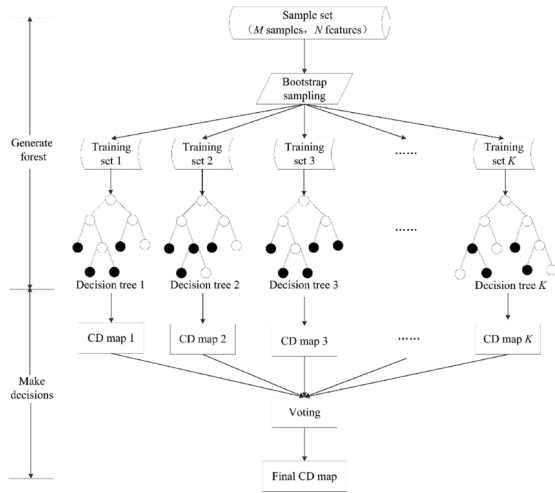 Sample set
(M samples, N features)
Bootstrap
sampling
Generate
forest
Training
set 1
Training
set 2
Training
set 3
......
Training
set K
......
Decision tree 1
Decision tree 2
Decision tree 3
Decision tree K
CD map 1
CD map 2
CD map 3
......
CD map K
Make
decisions
Voting
Final CD map